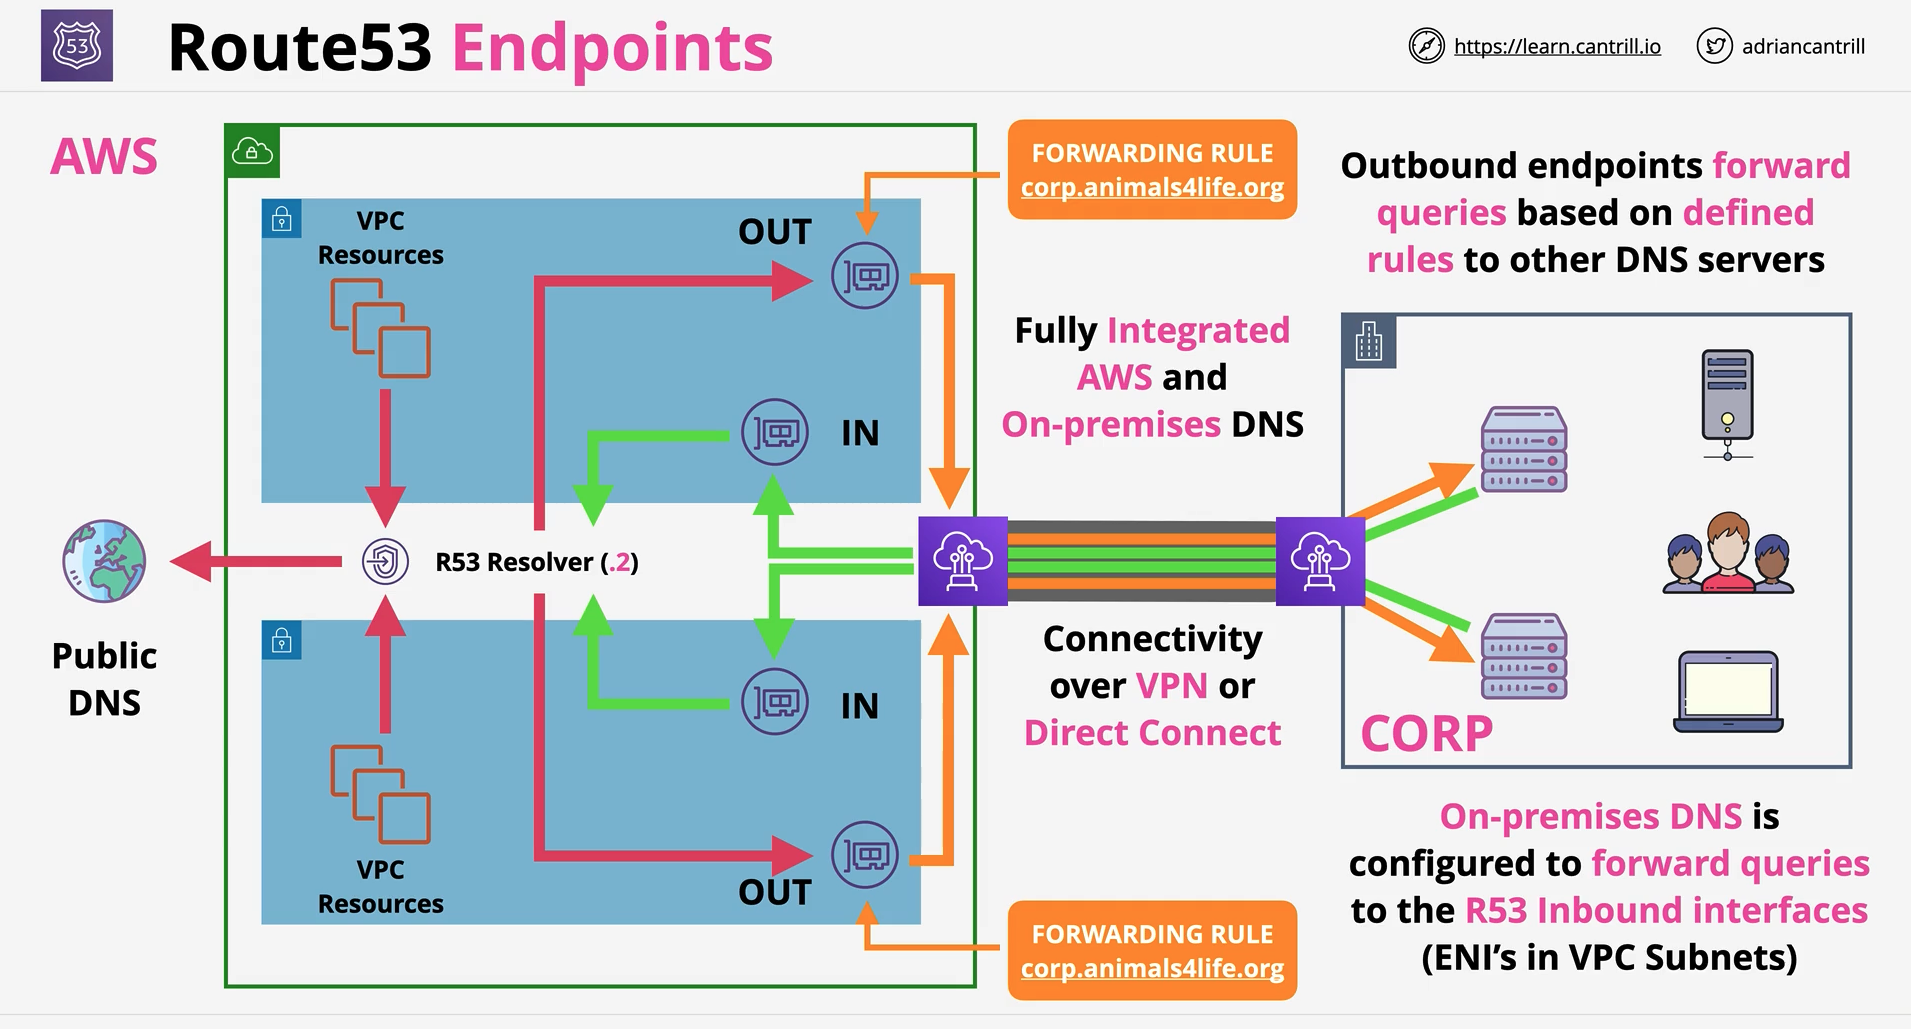 53
Route53 Endpoints
https://learn.cantrill.io
adriancantrill
AWS
VPC
Resources
OUT
FORWARDING RULE
corp.animals4life.org
Outbound endpoints forward
queries based on defined
rules to other DNS servers
Fully Integrated
AWS and
On-premises DNS
IN
R53 Resolver (.2)
Public
DNS
Connectivity
over VPN or
Direct Connect
IN
CORP
VPC
Resources
OUT
FORWARDING RULE
corp.animals4life.org
On-premises DNS is
configured to forward queries
to the R53 Inbound interfaces
(ENI’s in VPC Subnets)